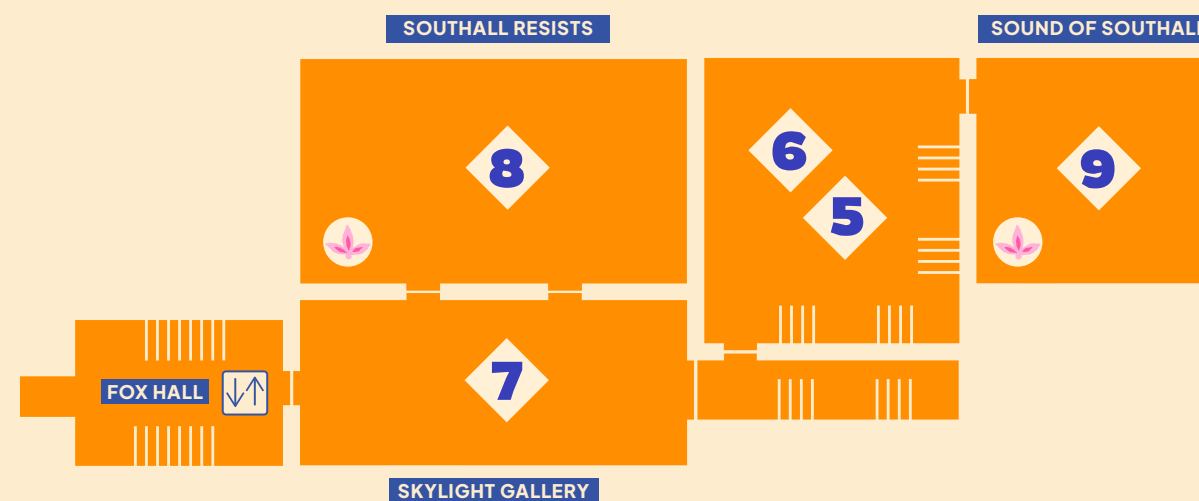 SOUTHALL RESISTS
SOUND OF SOUTHALL
8
6
5
9
7
FOX HALL
SKYLIGHT GALLERY